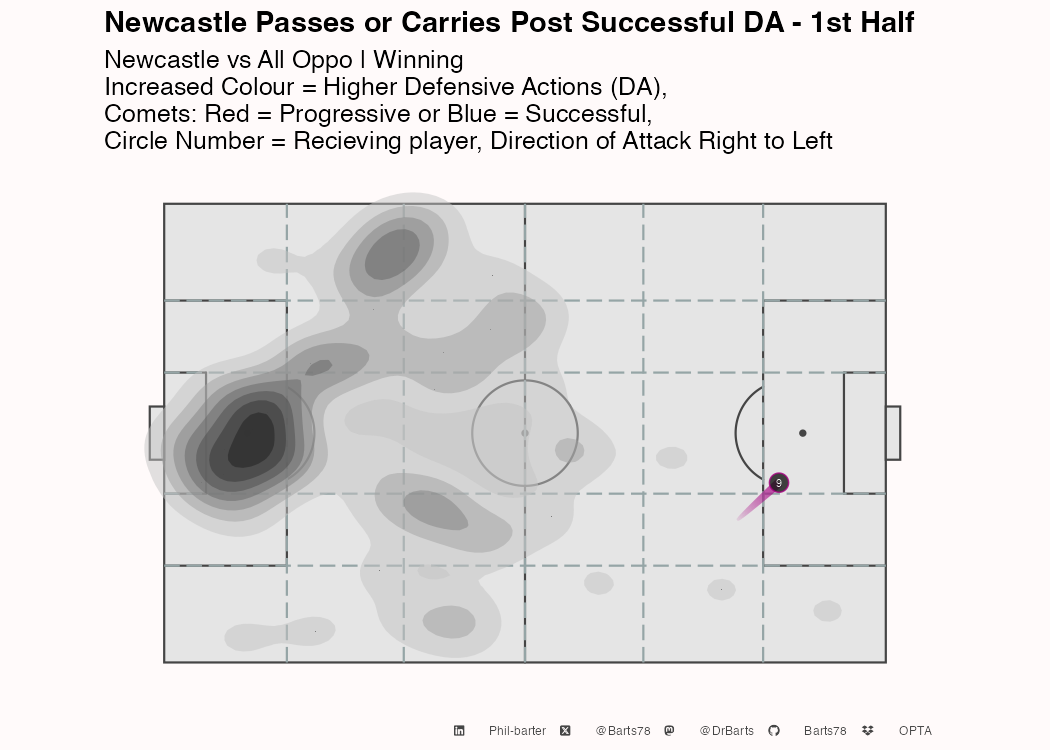 Newcastle Passes or Carries Post Successful DA - 1st Half
Newcastle vs All Oppo | Winning
Increased Colour = Higher Defensive Actions (DA),
Comets: Red = Progressive or Blue = Successful,
Circle Number = Recieving player, Direction of Attack Right to Left
9
Phil-barter @Barts78 @DrBarts Barts78 OPTA